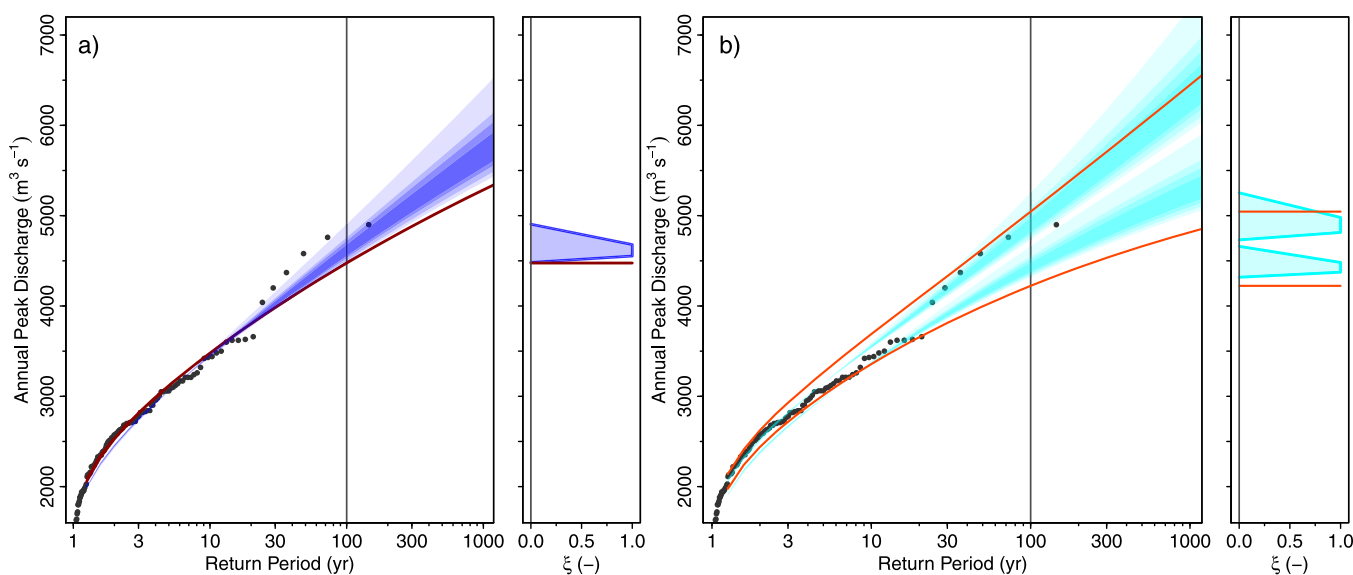 a)
7000
6000
5000
4000
3000
2000
Annual Peak Discharge (m³ s⁻¹)
1 3 10 30 100 300 1000
Return Period (yr)
0.0 0.5 1.0
ξ (−)
b)
7000
6000
5000
4000
3000
2000
Annual Peak Discharge (m³ s⁻¹)
1 3 10 30 100 300 1000
Return Period (yr)
0.0 0.5 1.0
ξ (−)